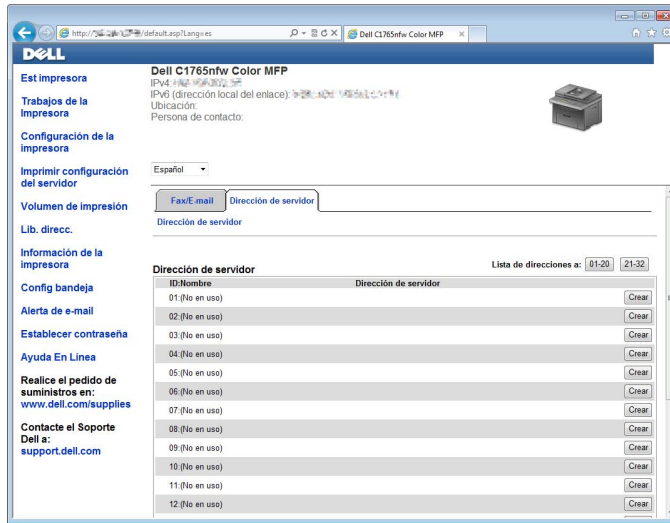 http://
/default.asp?Lang=es
Dell C1765nfw Color MFP
DELL
Est impresora
Trabajos de la
Impresora
Configuración de la
impresora
Imprimir configuración
del servidor
Volumen de impresión
Lib. direcc.
Información de la
impresora
Config bandeja
Alerta de e-mail
Establecer contraseña
Ayuda En Línea
Realice el pedido de
suministros en:
www.dell.com/supplies
Contacte el Soporte
Dell a:
support.dell.com
Dell C1765nfw Color MFP
IPv4:
IPv6 (dirección local del enlace):
Ubicación:
Persona de contacto:
Español
Fax/E-mail Dirección de servidor
Dirección de servidor
Lista de direcciones a: 01-20 21-32
Dirección de servidor
ID:Nombre Dirección de servidor
01:(No en uso) Crear
02:(No en uso) Crear
03:(No en uso) Crear
04:(No en uso) Crear
05:(No en uso) Crear
06:(No en uso) Crear
07:(No en uso) Crear
08:(No en uso) Crear
09:(No en uso) Crear
10:(No en uso) Crear
11:(No en uso) Crear
12:(No en uso) Crear